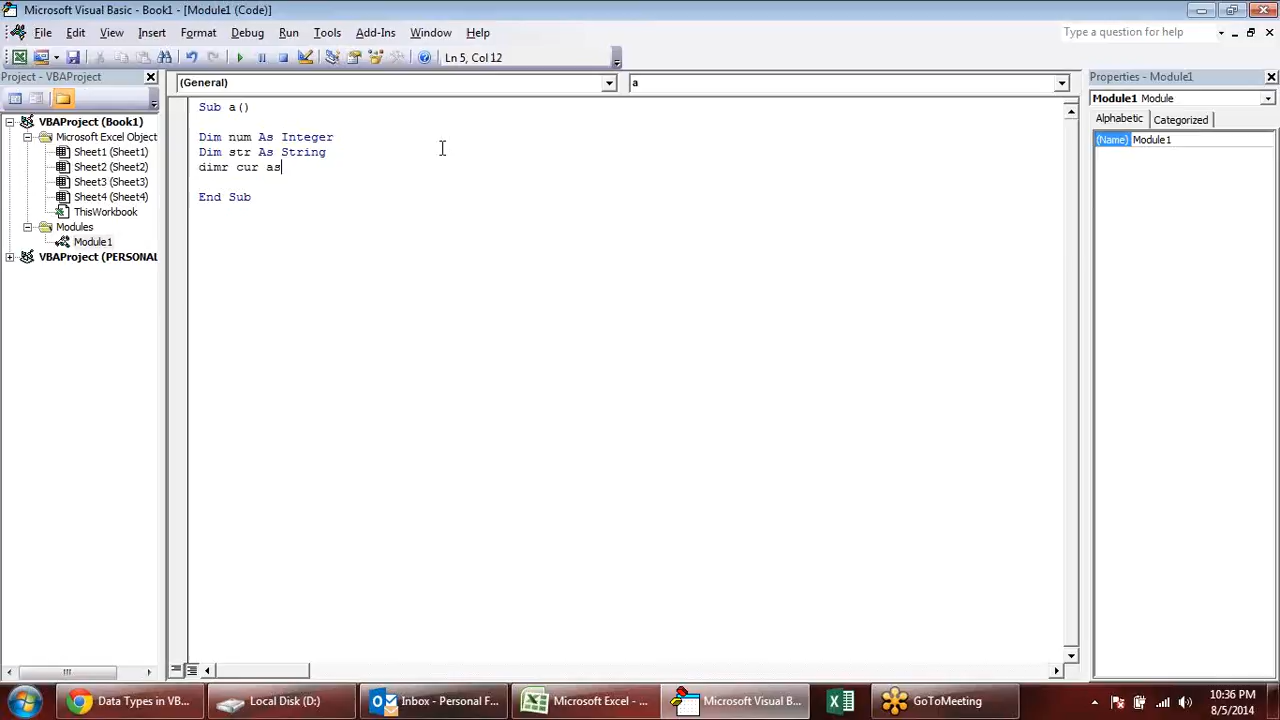 Microsoft Visual Basic - Book1 - [Module1 (Code)]
File Edit View Insert Format Debug Run Tools Add-Ins Window Help
Type a question for help
Ln 5, Col 12
Project - VBAProject
(General)
a
Properties - Module1
Module1 Module
Alphabetic Categorized
(Name) Module1
VBAProject (Book1)
Microsoft Excel Object
Sheet1 (Sheet1)
Sheet2 (Sheet2)
Sheet3 (Sheet3)
Sheet4 (Sheet4)
ThisWorkbook
Modules
Module1
VBAProject (PERSONAL
Sub a()
Dim num As Integer
Dim str As String
dimr cur as
End Sub
Data Types in VB...
Local Disk (D:)
Inbox - Personal F...
Microsoft Excel - ...
Microsoft Visual B...
GoToMeeting
10:36 PM
8/5/2014